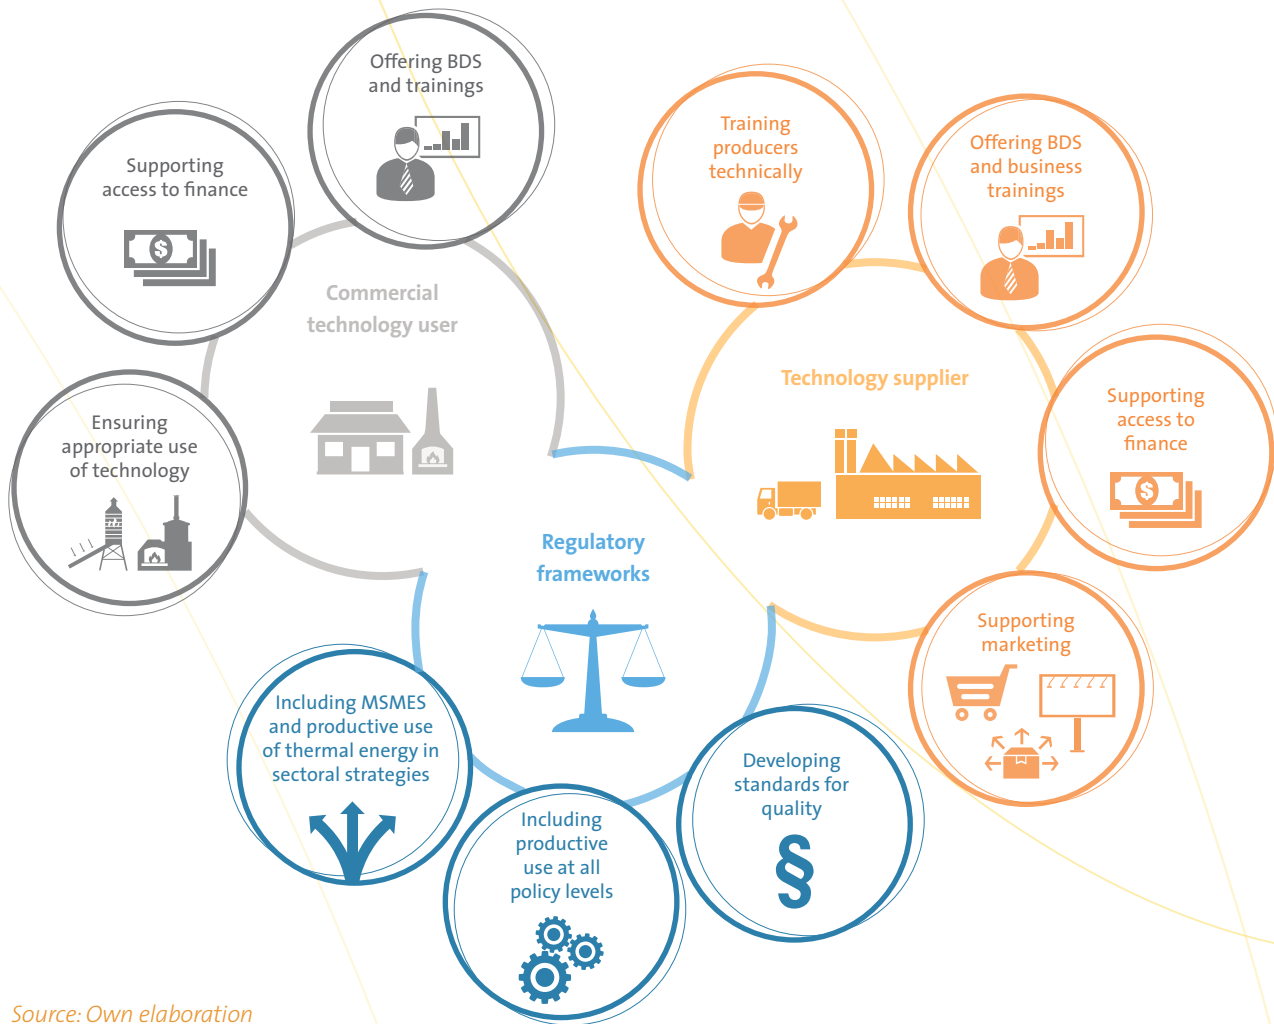 Offering BDS
and trainings
Supporting
access to finance
Commercial
technology user
Ensuring
appropriate use
of technology
Training
producers
technically
Offering BDS
and business
trainings
Technology supplier
Supporting
access to
finance
Supporting
marketing
Regulatory
frameworks
Including MSMES
and productive use
of thermal energy in
sectoral strategies
Including
productive
use at all
policy levels
Developing
standards for
quality
§
$
$
Source: Own elaboration